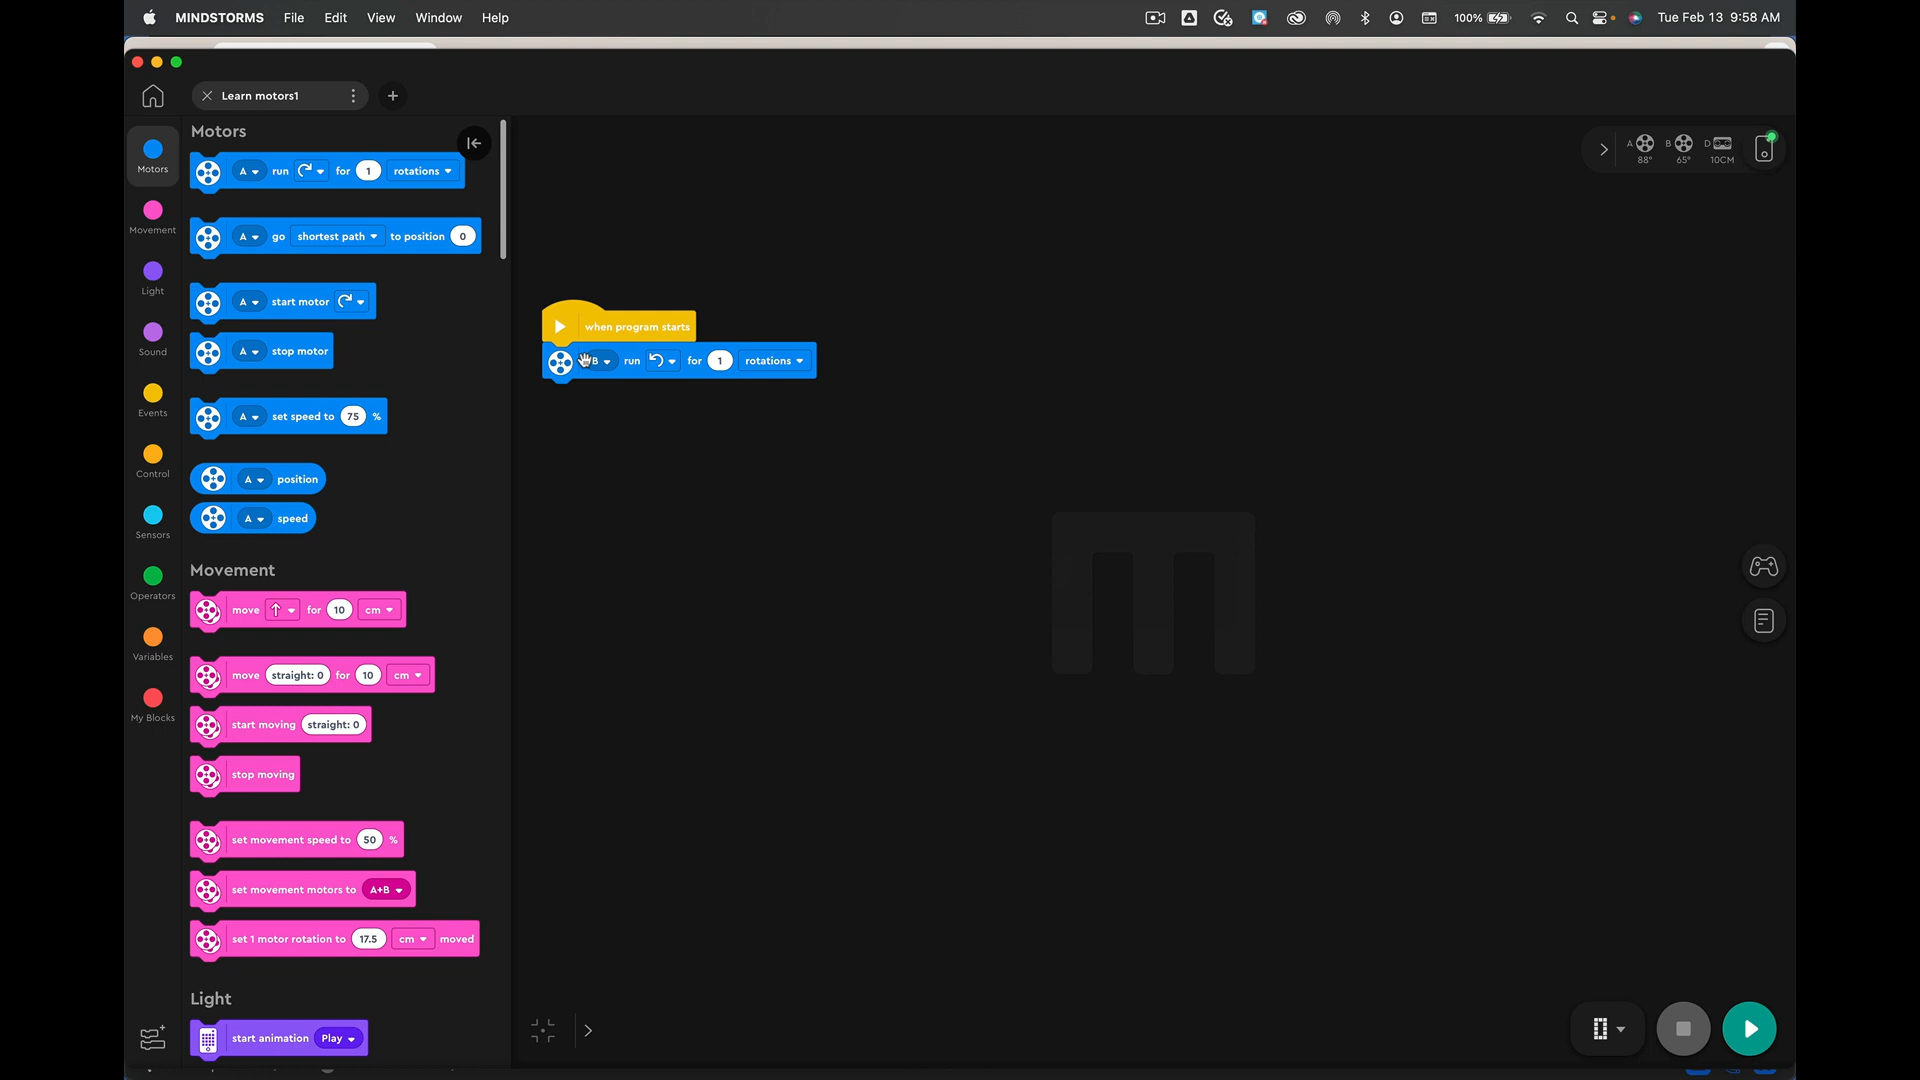 MINDSTORMS File Edit View Window Help 100% Tue Feb 13 9:58 AM
Learn motors1
Motors
Movement
Light
Sound
Events
Control
Sensors
Operators
Variables
My Blocks
Motors
A run for 1 rotations
A go shortest path to position 0
A start motor
A stop motor
A set speed to 75 %
A position
A speed
Movement
move for 10 cm
move straight: 0 for 10 cm
start moving straight: 0
stop moving
set movement speed to 50 %
set movement motors to A+B
set 1 motor rotation to 17.5 cm moved
Light
start animation Play
when program starts
B run for 1 rotations
A B D
88° 65° 10CM